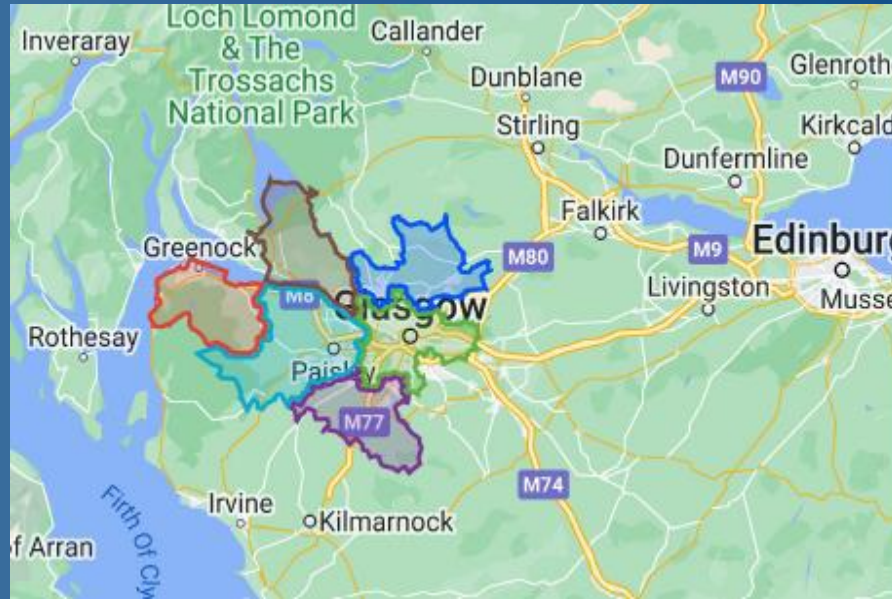 Inveraray
Loch Lomond
& The
Trossachs
National Park
Callander
Dunblane
Stirling
M90
Glenroth
Kirkcald
Dunfermline
Falkirk
M80
M9
Edinburg
Livingston
Musse
Greenock
M8
Glasgow
Rothesay
Paisley
M77
M74
Irvine
Kilmarnock
Firth Of Cly
of Arran